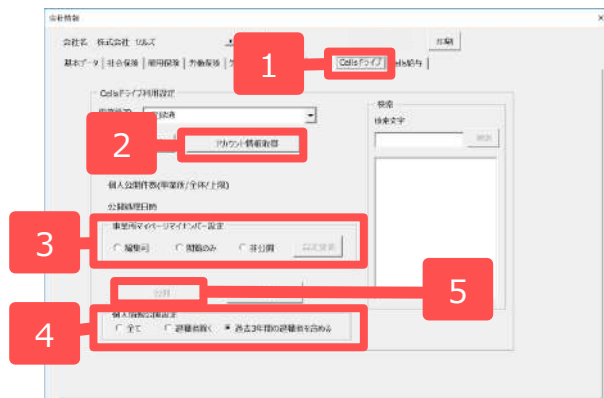 会社情報
会社名 株式会社 セルズ
印刷
基本データ 社会保険 雇用保険 労働保険
Cellsドライブ
Cells給与
1
Cellsドライブ利用設定
検索
検索文字
2
アカウント情報取得
検索
個人公開件数(事業所/全体/上限)
公開処理日時
3
事業所マイページマイナンバー設定
編集可 閲覧のみ 非公開 設定変更
公開
5
4
個人情報公開設定
全て 退職者除く 過去3年間の退職者を含める